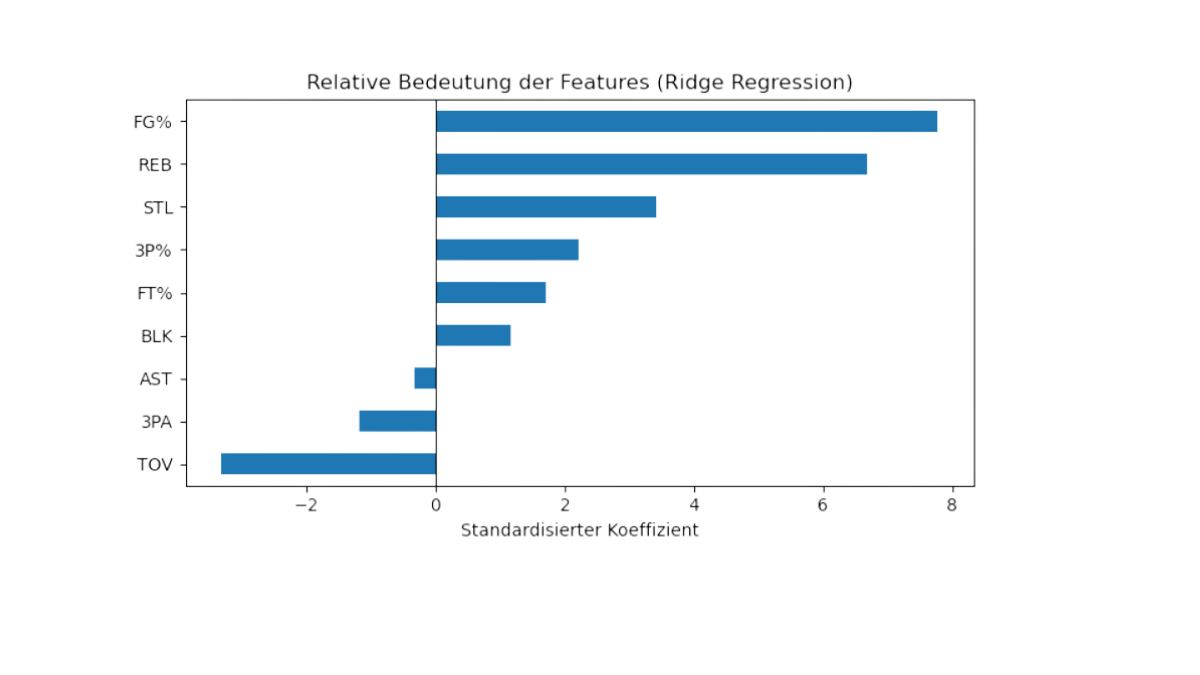 Relative Bedeutung der Features (Ridge Regression)
FG%
REB
STL
3P%
FT%
BLK
AST
3PA
TOV
−2 0 2 4 6 8
Standardisierter Koeffizient